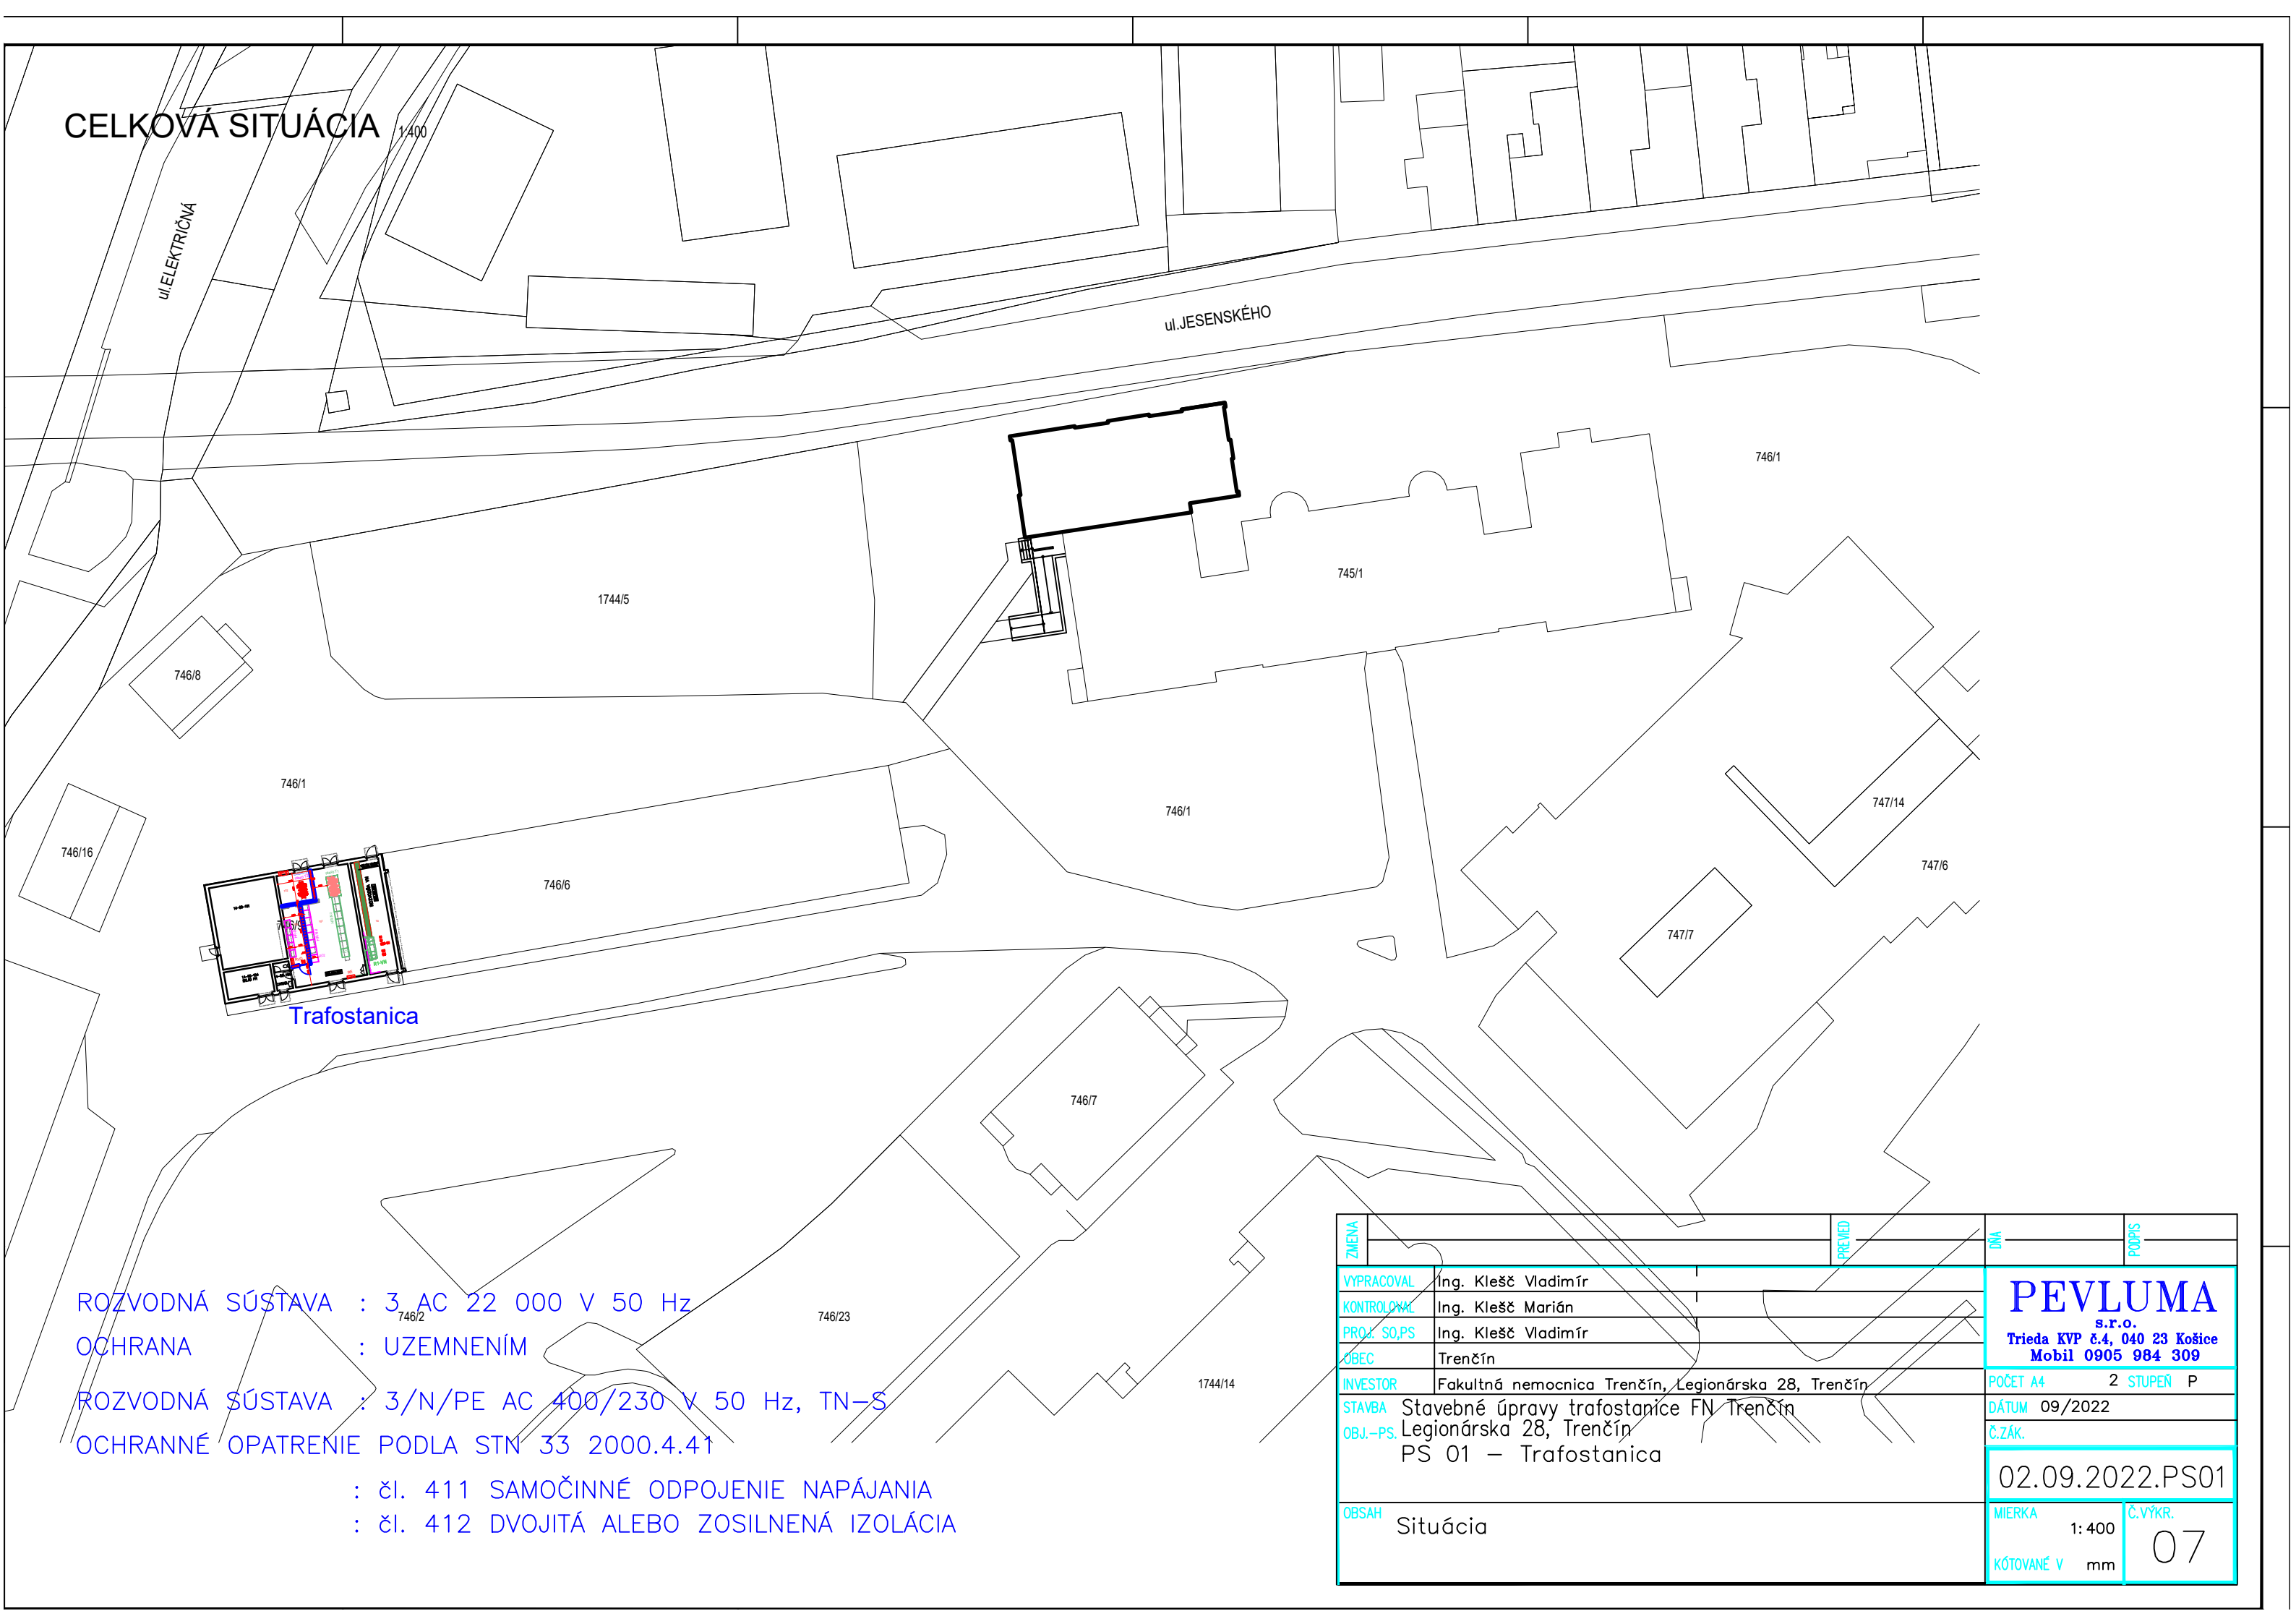 CELKOVÁ SITUÁCIA 1:400
ul.ELEKTRIČNÁ
ul.JESENSKÉHO
746/1
745/1
1744/5
746/8
746/1
746/1
747/14
746/16
747/6
746/6
747/7
Trafostanica
746/7
746/2
746/23
1744/14
ROZVODNÁ SÚSTAVA : 3 AC 22 000 V 50 Hz
OCHRANA : UZEMNENÍM
ROZVODNÁ SÚSTAVA : 3/N/PE AC 400/230 V 50 Hz, TN-S
OCHRANNÉ OPATRENIE PODLA STN 33 2000.4.41
: čl. 411 SAMOČINNÉ ODPOJENIE NAPÁJANIA
: čl. 412 DVOJITÁ ALEBO ZOSILNENÁ IZOLÁCIA
ZMENA PREVIED DŇA PODPIS
VYPRACOVAL Ing. Klešč Vladimír
KONTROLOVAL Ing. Klešč Marián
PROJ. SO,PS Ing. Klešč Vladimír
OBEC Trenčín
INVESTOR Fakultná nemocnica Trenčín, Legionárska 28, Trenčín
PEVLUMA
s.r.o.
Trieda KVP č.4, 040 23 Košice
Mobil 0905 984 309
POČET A4 2 STUPEŇ P
STAVBA Stavebné úpravy trafostanice FN Trenčín
DÁTUM 09/2022
OBJ.-PS. Legionárska 28, Trenčín
Č.ZÁK.
PS 01 - Trafostanica
02.09.2022.PS01
OBSAH Situácia
MIERKA 1:400
Č.VÝKR. 07
KÓTOVANÉ V mm